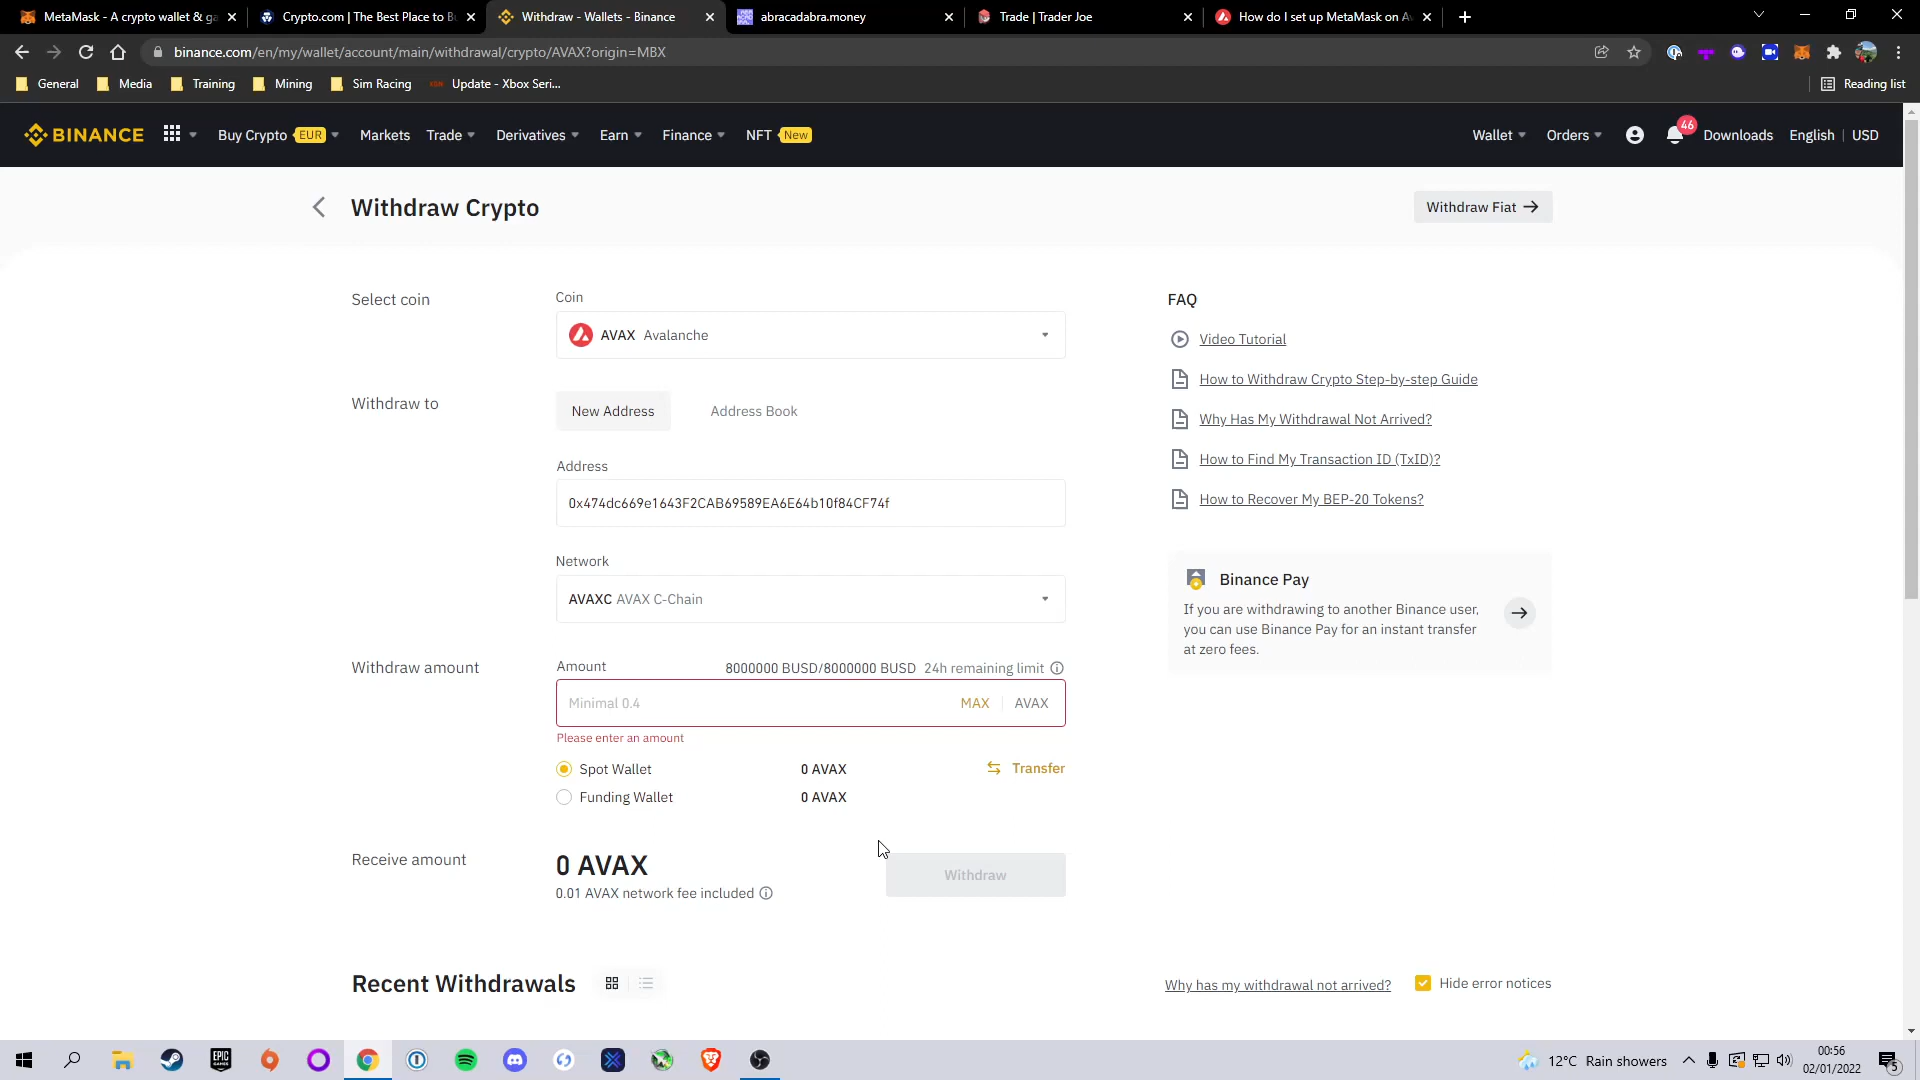 MetaMask - A crypto wallet & ga
Crypto.com | The Best Place to Bu
Withdraw - Wallets - Binance
abracadabra.money
Trade | Trader Joe
How do I set up MetaMask on Av
binance.com/en/my/wallet/account/main/withdrawal/crypto/AVAX?origin=MBX
General
Media
Training
Mining
Sim Racing
Update - Xbox Seri...
Reading list
BINANCE
Buy Crypto EUR
Markets
Trade
Derivatives
Earn
Finance
NFT New
Wallet
Orders
46
Downloads
English | USD
Withdraw Crypto
Withdraw Fiat
Select coin
Coin
AVAX Avalanche
Withdraw to
New Address
Address Book
Address
0x474dc669e1643F2CAB69589EA6E64b10f84CF74f
Network
AVAXC AVAX C-Chain
Withdraw amount
Amount
8000000 BUSD/8000000 BUSD 24h remaining limit
Minimal 0.4
MAX | AVAX
Please enter an amount
Spot Wallet 0 AVAX Transfer
Funding Wallet 0 AVAX
Receive amount
0 AVAX
0.01 AVAX network fee included
Withdraw
FAQ
Video Tutorial
How to Withdraw Crypto Step-by-step Guide
Why Has My Withdrawal Not Arrived?
How to Find My Transaction ID (TxID)?
How to Recover My BEP-20 Tokens?
Binance Pay
If you are withdrawing to another Binance user,
you can use Binance Pay for an instant transfer
at zero fees.
Recent Withdrawals
Why has my withdrawal not arrived?
Hide error notices
EPIC
GAMES
12°C Rain showers
00:56
02/01/2022
5